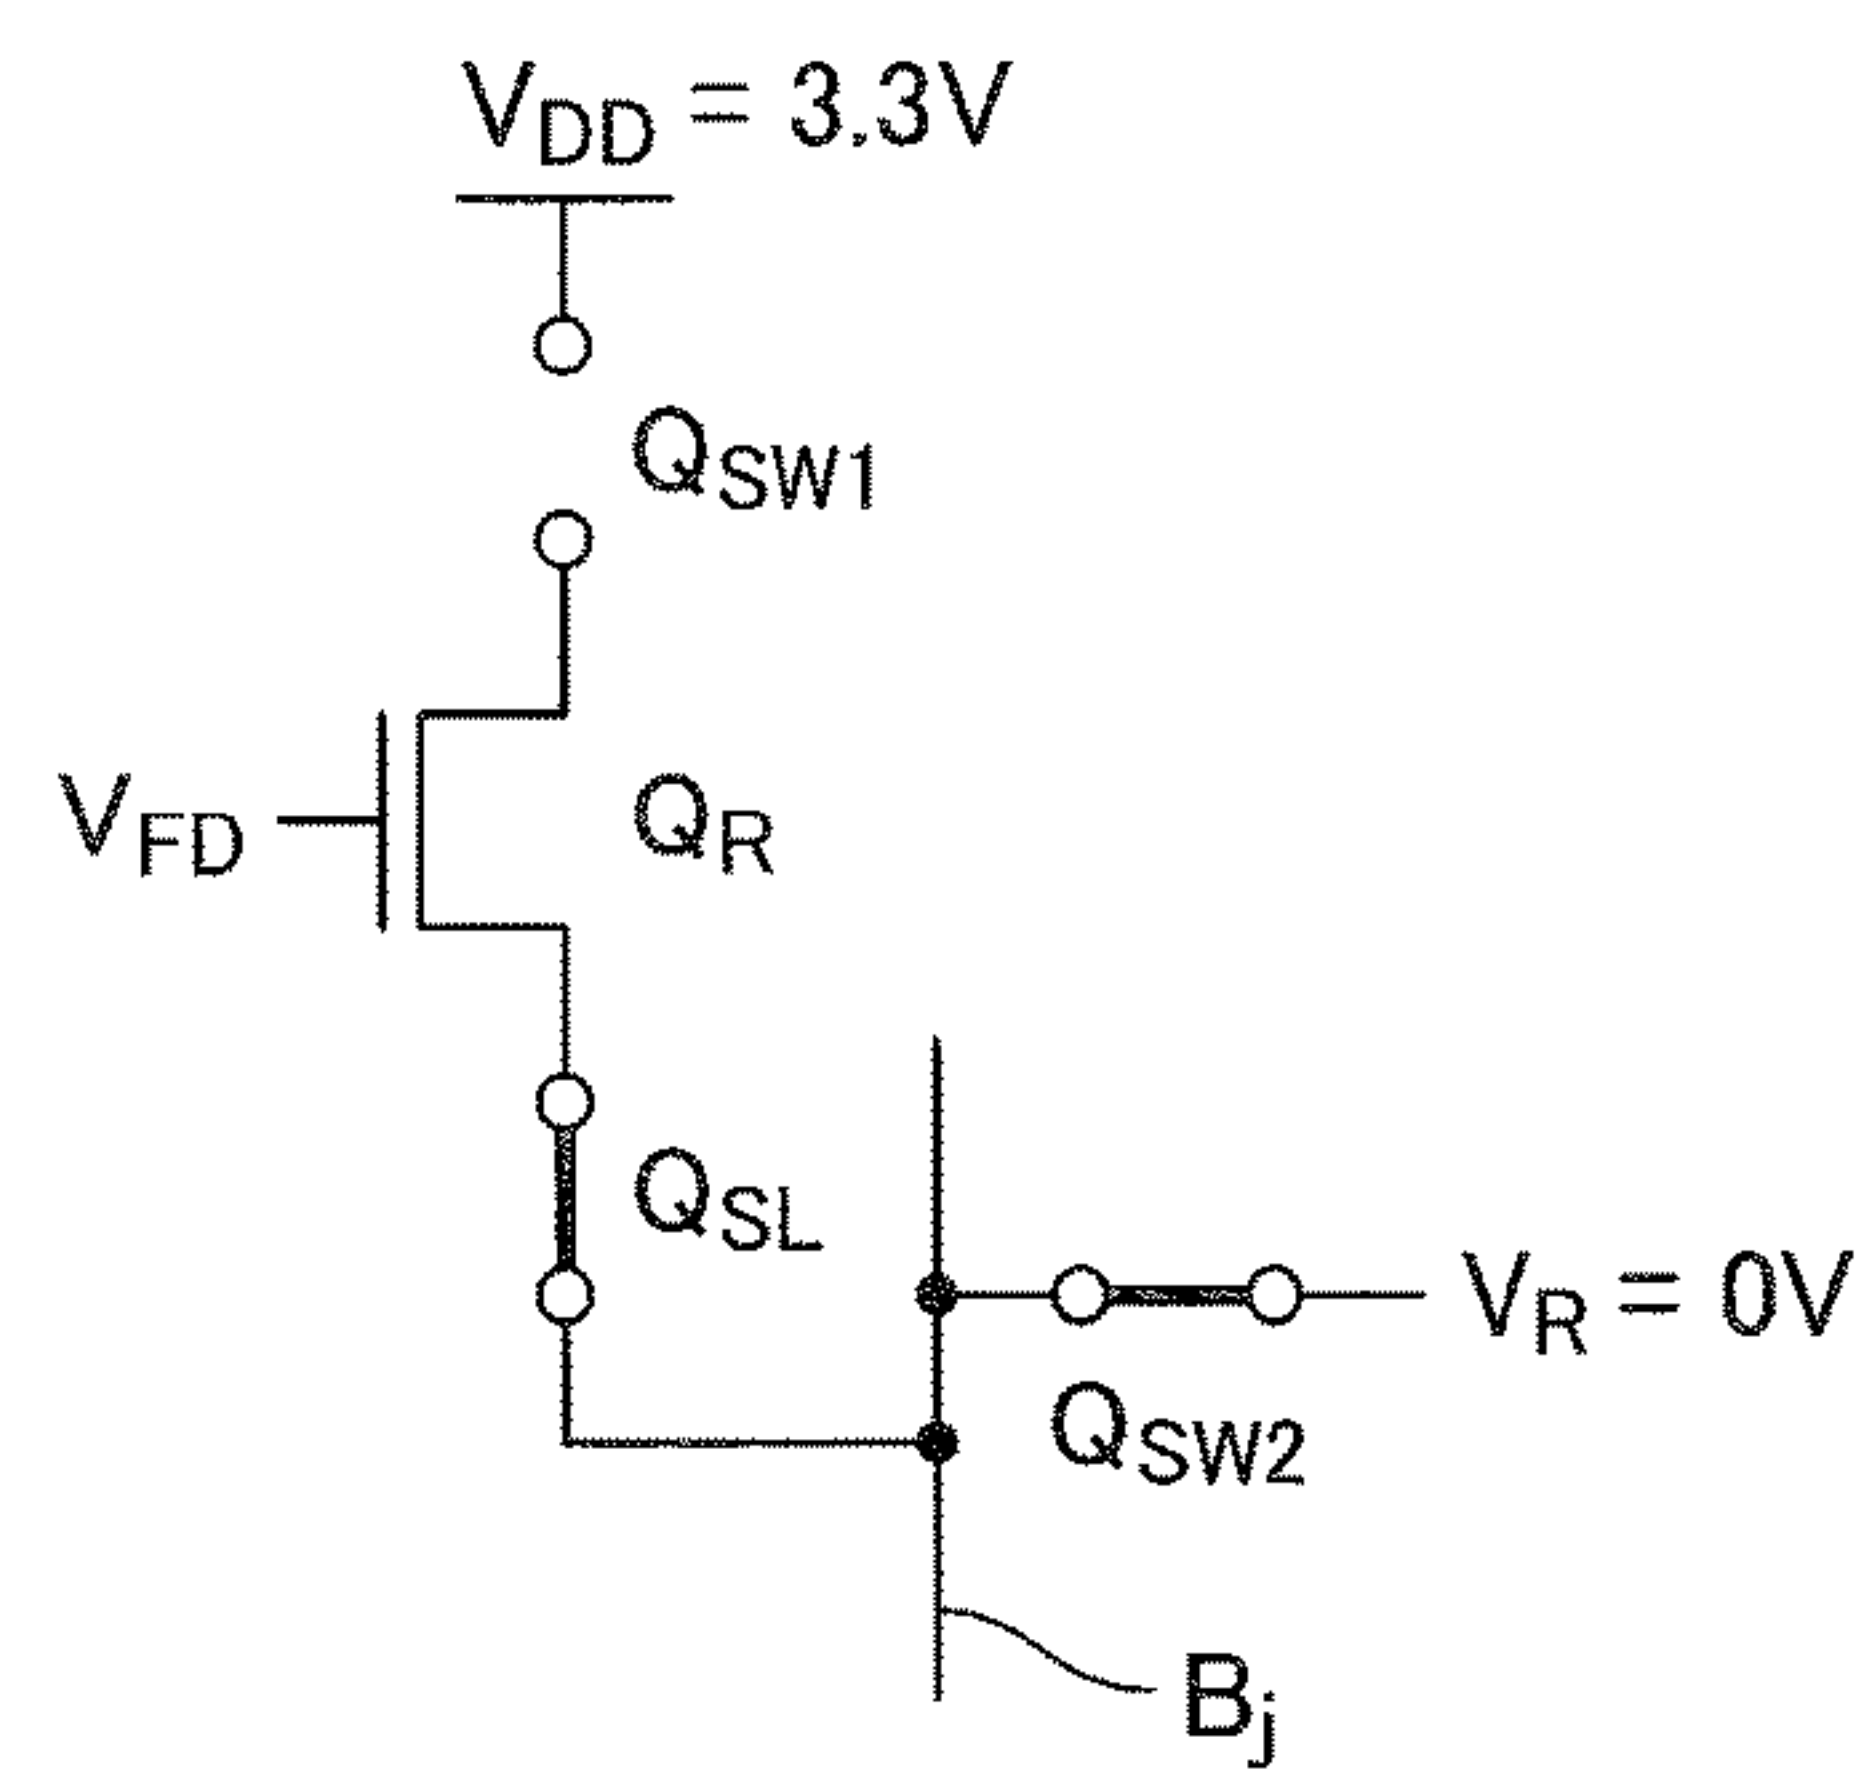 VDD = 3.3V
QSW1
VFD
QR
QSL
VR = 0V
QSW2
Bj